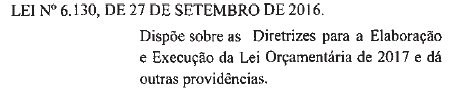 LEI Nº 6.130, DE 27 DE SETEMBRO DE 2016.
Dispõe sobre as Diretrizes para a Elaboração
e Execução da Lei Orçamentária de 2017 e dá
outras providências.